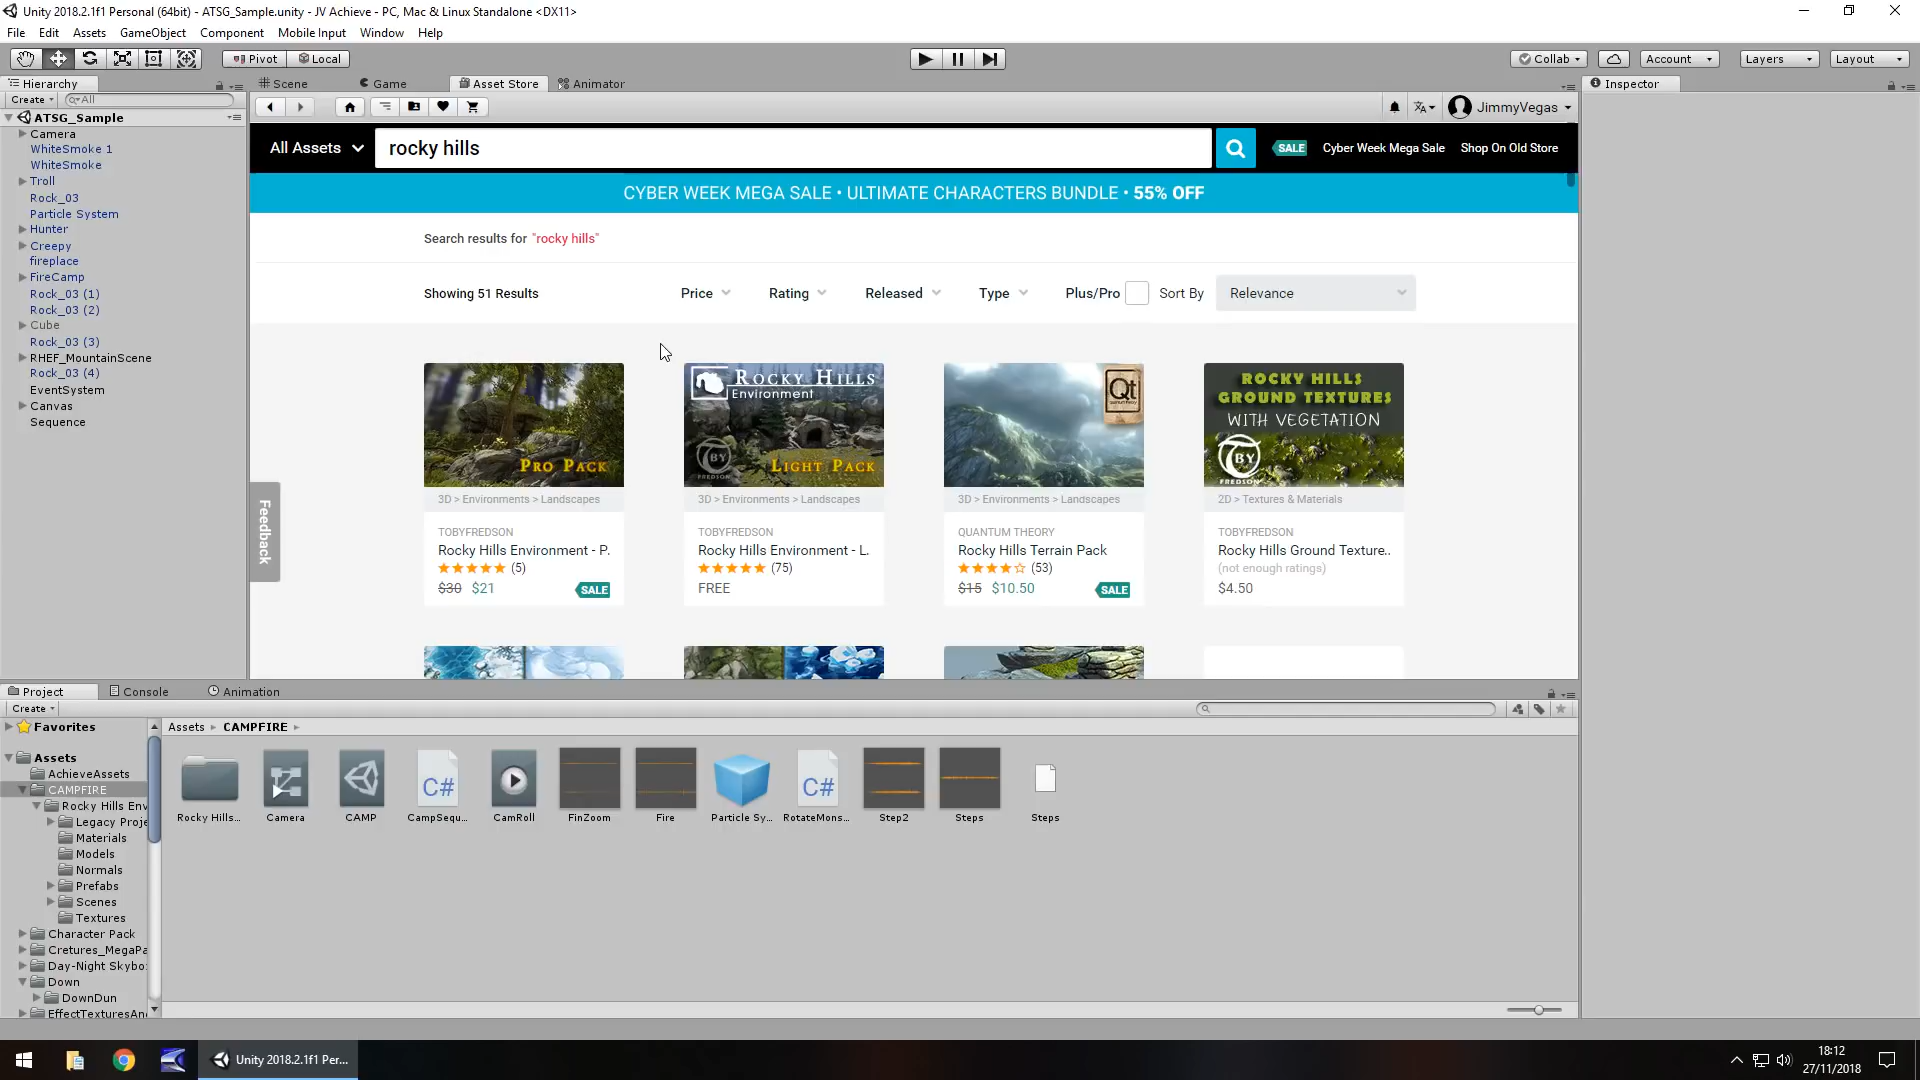 Unity 2018.2.1f1 Personal (64bit) - ATSG_Sample.unity - JV Achieve - PC, Mac & Linux Standalone <DX11>
File Edit Assets GameObject Component Mobile Input Window Help
Pivot Local Collab Account Layers Layout
Hierarchy Scene Game Asset Store Animator Inspector
Create All
JimmyVegas
ATSG_Sample
Camera
WhiteSmoke 1
WhiteSmoke
Troll
Rock_03
Particle System
Hunter
Creepy
fireplace
FireCamp
Rock_03 (1)
Rock_03 (2)
Cube
Rock_03 (3)
RHEF_MountainScene
Rock_03 (4)
EventSystem
Canvas
Sequence
All Assets rocky hills SALE Cyber Week Mega Sale Shop On Old Store
CYBER WEEK MEGA SALE • ULTIMATE CHARACTERS BUNDLE • 55% OFF
Search results for "rocky hills"
Showing 51 Results Price Rating Released Type Plus/Pro Sort By Relevance
Feedback
PRO PACK
3D > Environments > Landscapes
TOBYFREDSON
Rocky Hills Environment - P.
(5)
$30 $21 SALE
ROCKY HILLS
Environment
BY
FREDSON
LIGHT PACK
3D > Environments > Landscapes
TOBYFREDSON
Rocky Hills Environment - L.
(75)
FREE
Qt
3D > Environments > Landscapes
QUANTUM THEORY
Rocky Hills Terrain Pack
(53)
$15 $10.50 SALE
ROCKY HILLS
GROUND TEXTURES
WITH VEGETATION
BY
FREDSON
2D > Textures & Materials
TOBYFREDSON
Rocky Hills Ground Texture..
(not enough ratings)
$4.50
Project Console Animation
Create
Favorites
Assets
AchieveAssets
CAMPFIRE
Rocky Hills Env
Legacy Proje
Materials
Models
Normals
Prefabs
Scenes
Textures
Character Pack
Cretures_MegaPa
Day-Night Skybo
Down
DownDun
EffectTexturesAn
Assets CAMPFIRE
C# C#
Rocky Hills... Camera CAMP CampSequ... CamRoll FinZoom Fire Particle Sy... RotateMons... Step2 Steps Steps
Unity 2018.2.1f1 Per...
18:12
27/11/2018